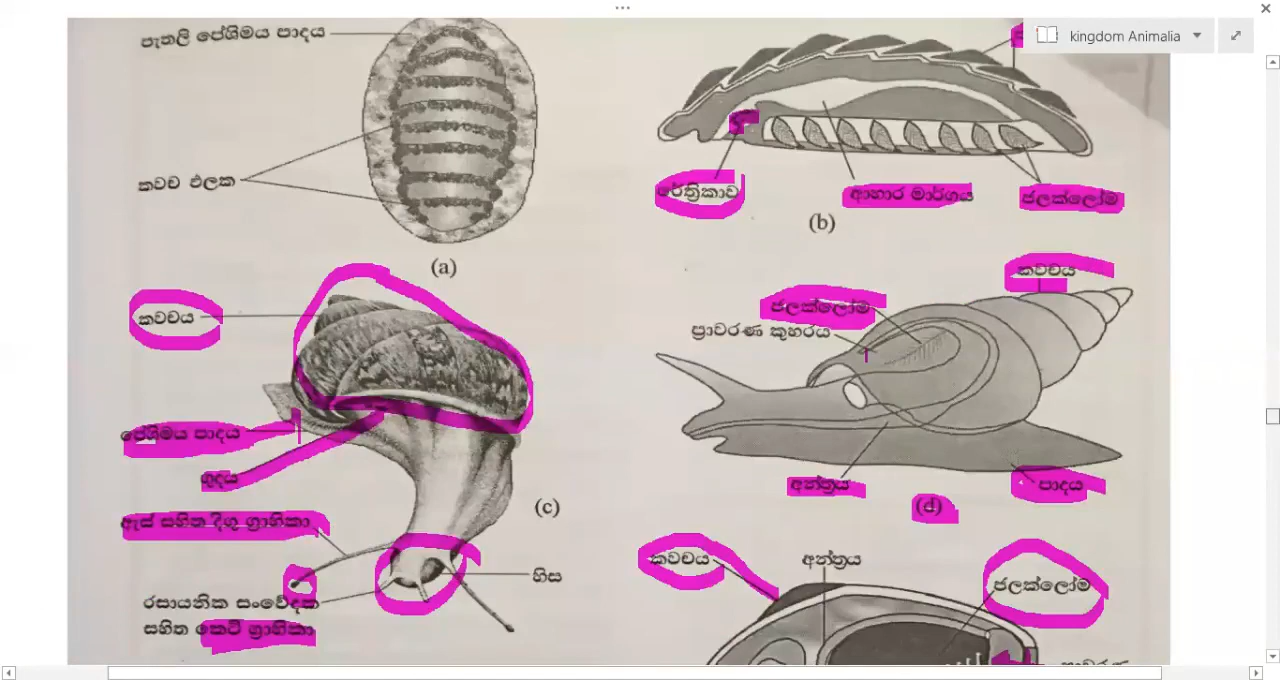 kingdom Animalia
පැතලි පේශිමය පාදය
කවච ඵලක
(a)
රේත්‍රිකාව
ආහාර මාර්ගය
ජලක්ලෝම
(b)
කවචය
පේශිමය පාදය
ගුදය
ඇස් සහිත දිගු ග්‍රාහිකා
රසායනික සංවේදක
සහිත කෙටි ග්‍රාහිකා
හිස
(c)
කවචය
ජලක්ලෝම
ප්‍රාවරණ කුහරය
අන්ත්‍රය
පාදය
(d)
කවචය
අන්ත්‍රය
ජලක්ලෝම